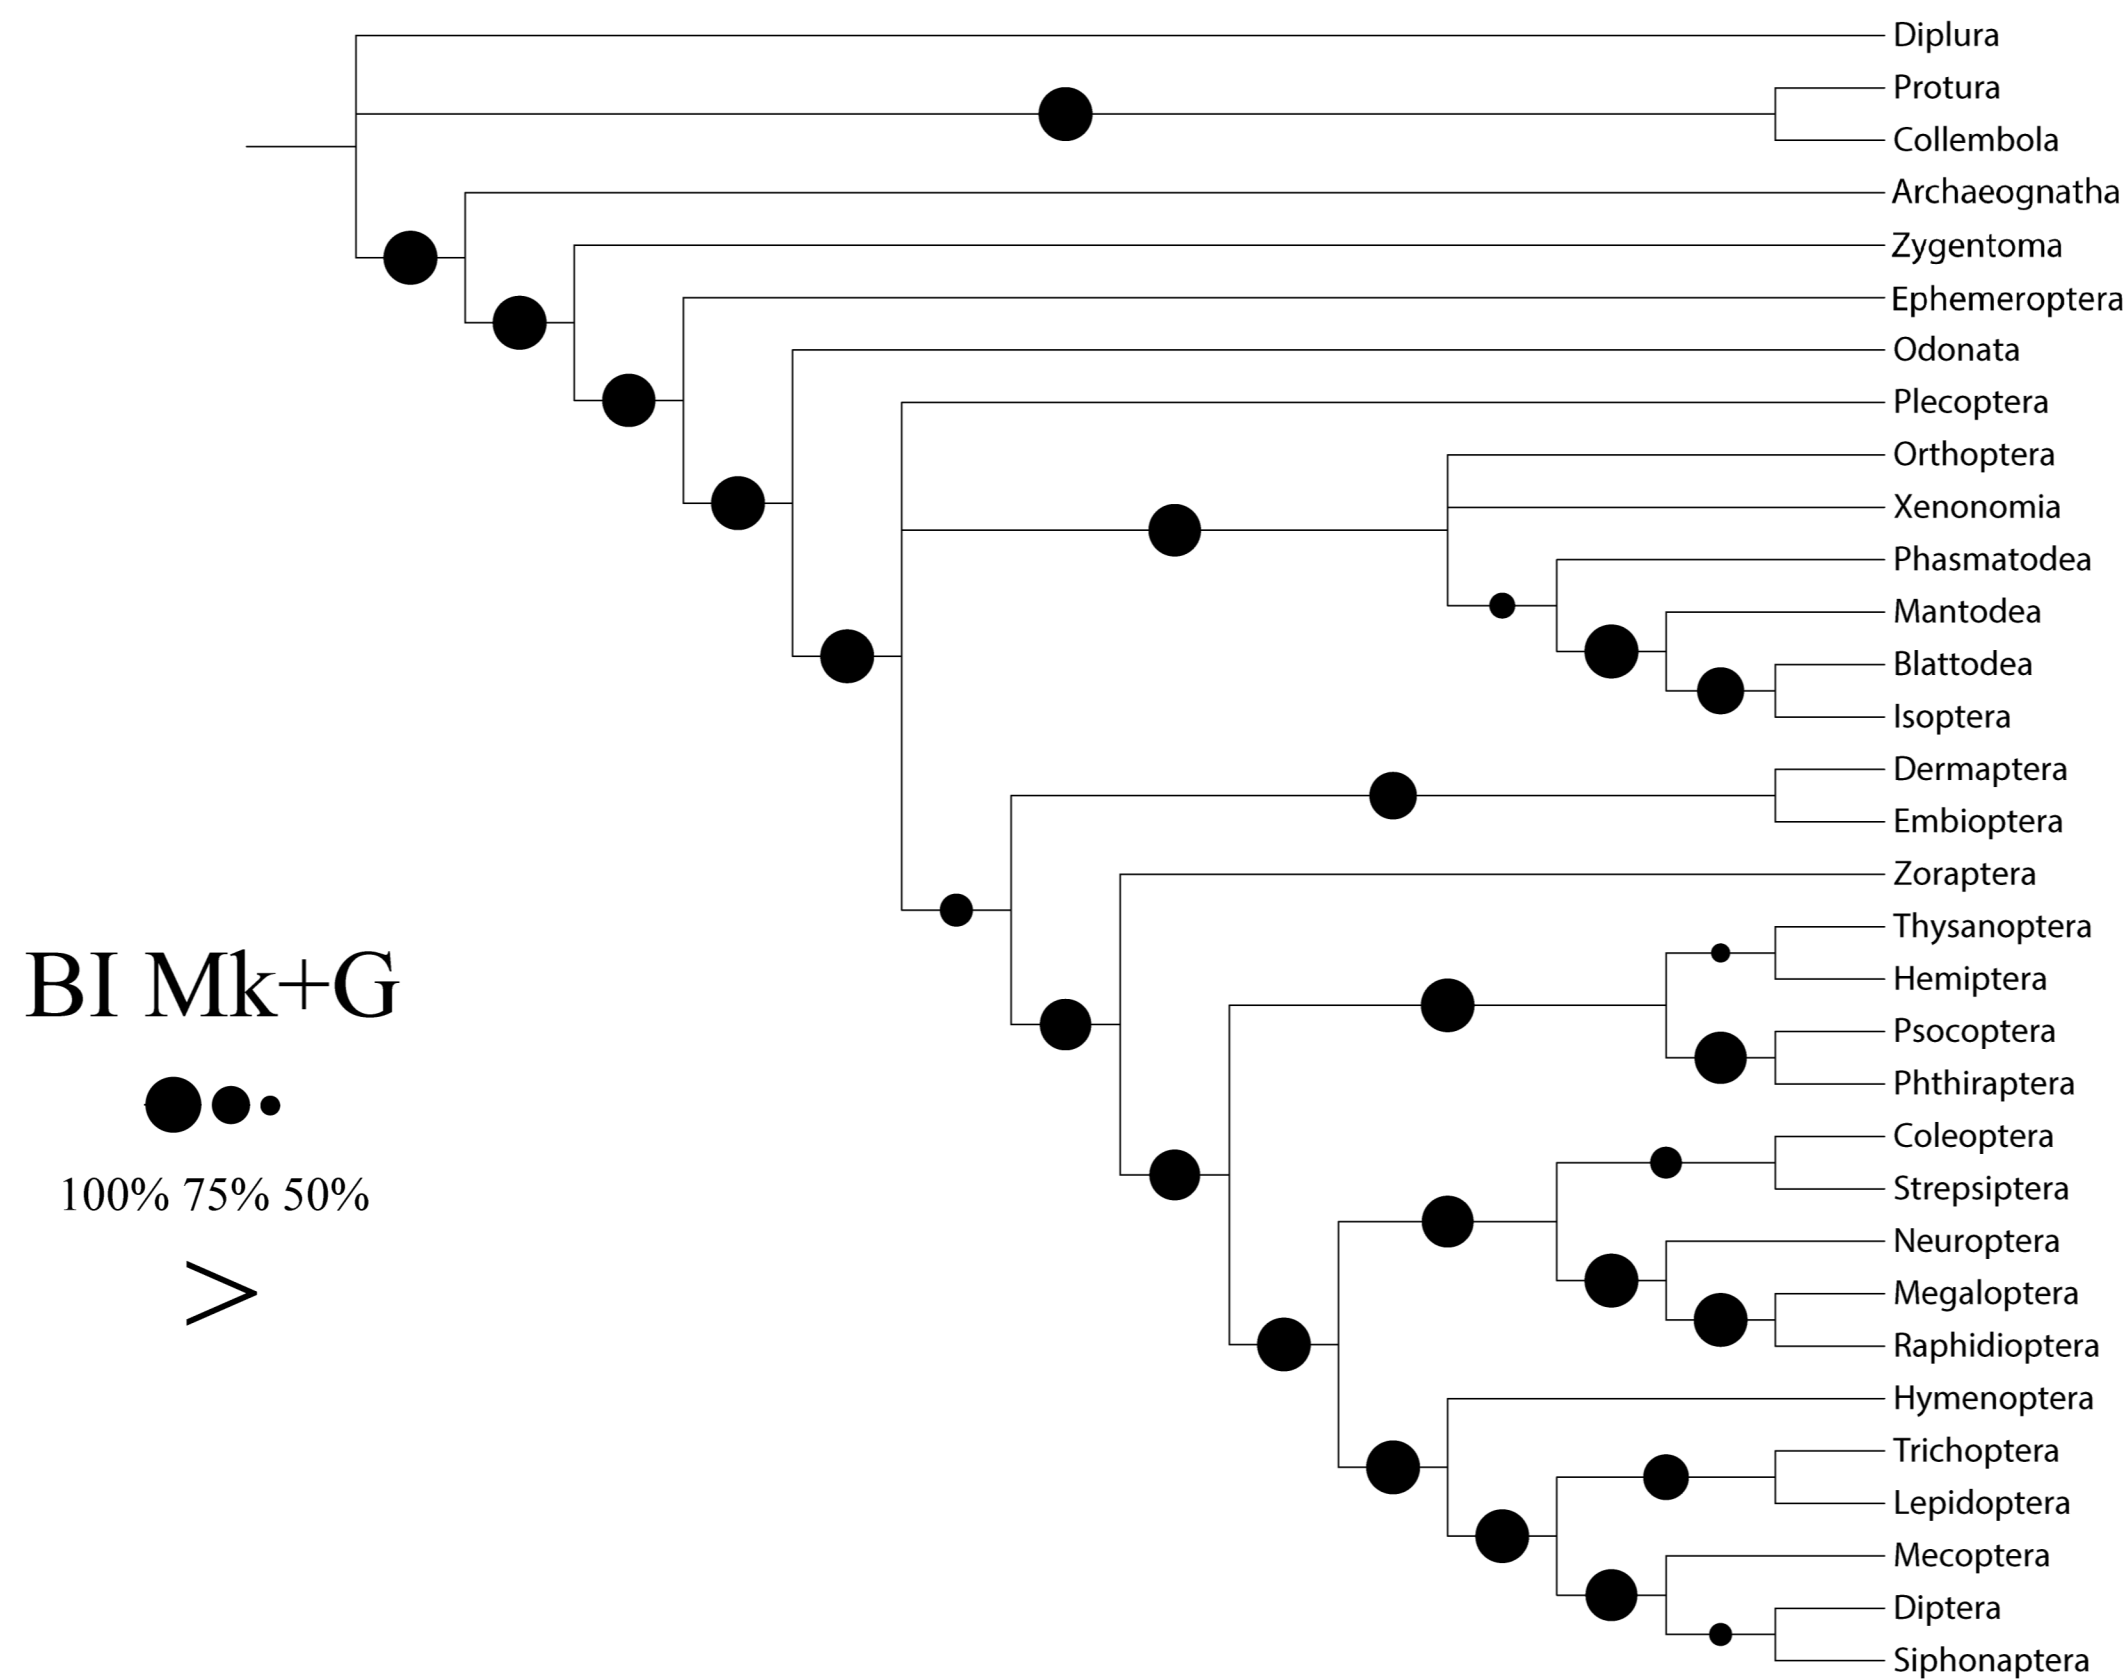 Diplura
Protura
Collembola
Archaeognatha
Zygentoma
Ephemeroptera
Odonata
Plecoptera
Orthoptera
Xenonomia
Phasmatodea
Mantodea
Blattodea
Isoptera
Dermaptera
Embioptera
Zoraptera
Thysanoptera
Hemiptera
Psocoptera
Phthiraptera
Coleoptera
Strepsiptera
Neuroptera
Megaloptera
Raphidioptera
Hymenoptera
Trichoptera
Lepidoptera
Mecoptera
Diptera
Siphonaptera
BI Mk+G
100% 75% 50%
>